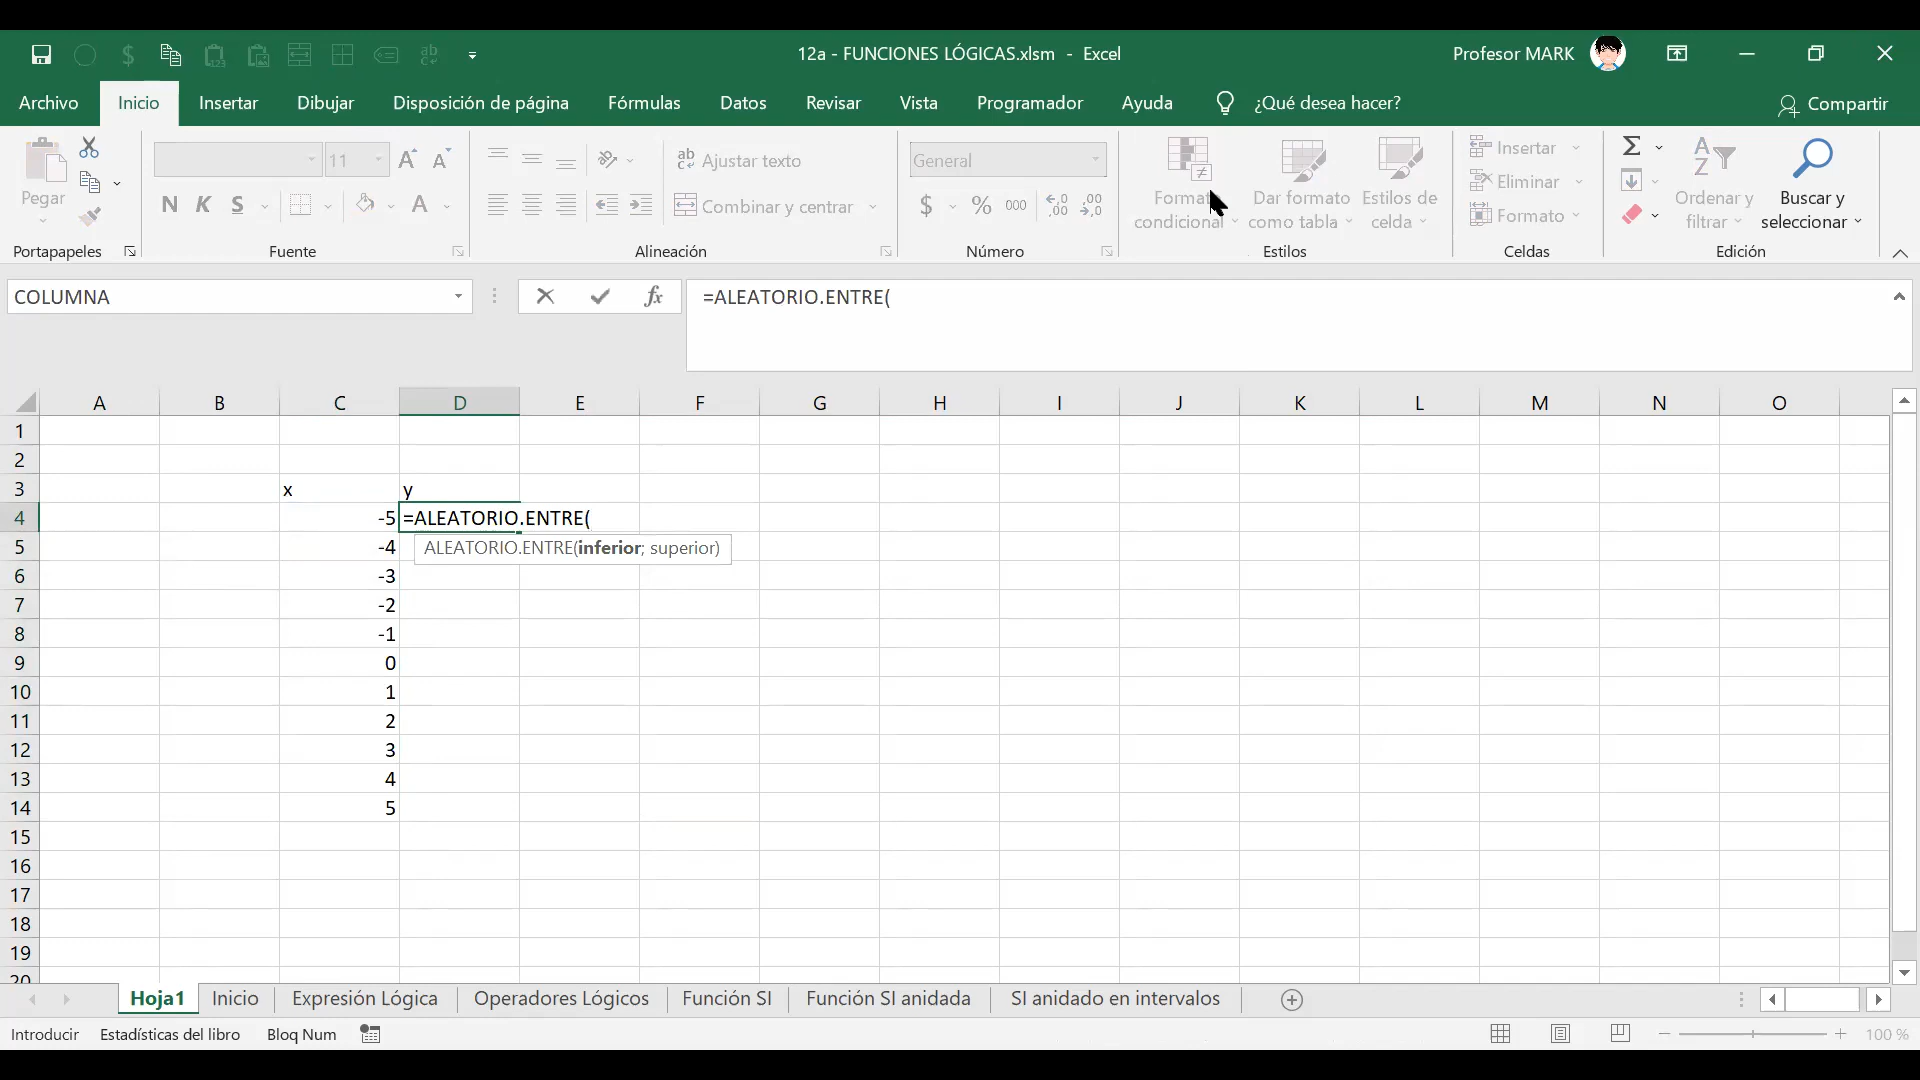 12a - FUNCIONES LÓGICAS.xlsm - Excel
Profesor MARK
Archivo Inicio Insertar Dibujar Disposición de página Fórmulas Datos Revisar Vista Programador Ayuda ¿Qué desea hacer? Compartir
Pegar
Portapapeles
11
N K S
Fuente
Ajustar texto
Combinar y centrar
Alineación
General
$ % 000
Número
Formato condicional
Dar formato como tabla
Estilos de celda
Estilos
Insertar
Eliminar
Formato
Celdas
Ordenar y filtrar
Buscar y seleccionar
Edición
COLUMNA
fx
=ALEATORIO.ENTRE(
A B C D E F G H I J K L M N O
1
2
3 x y
4 -5 =ALEATORIO.ENTRE(
5 -4 ALEATORIO.ENTRE(inferior; superior)
6 -3
7 -2
8 -1
9 0
10 1
11 2
12 3
13 4
14 5
15
16
17
18
19
20
Hoja1 Inicio Expresión Lógica Operadores Lógicos Función SI Función SI anidada SI anidado en intervalos
Introducir Estadísticas del libro Bloq Num 100 %